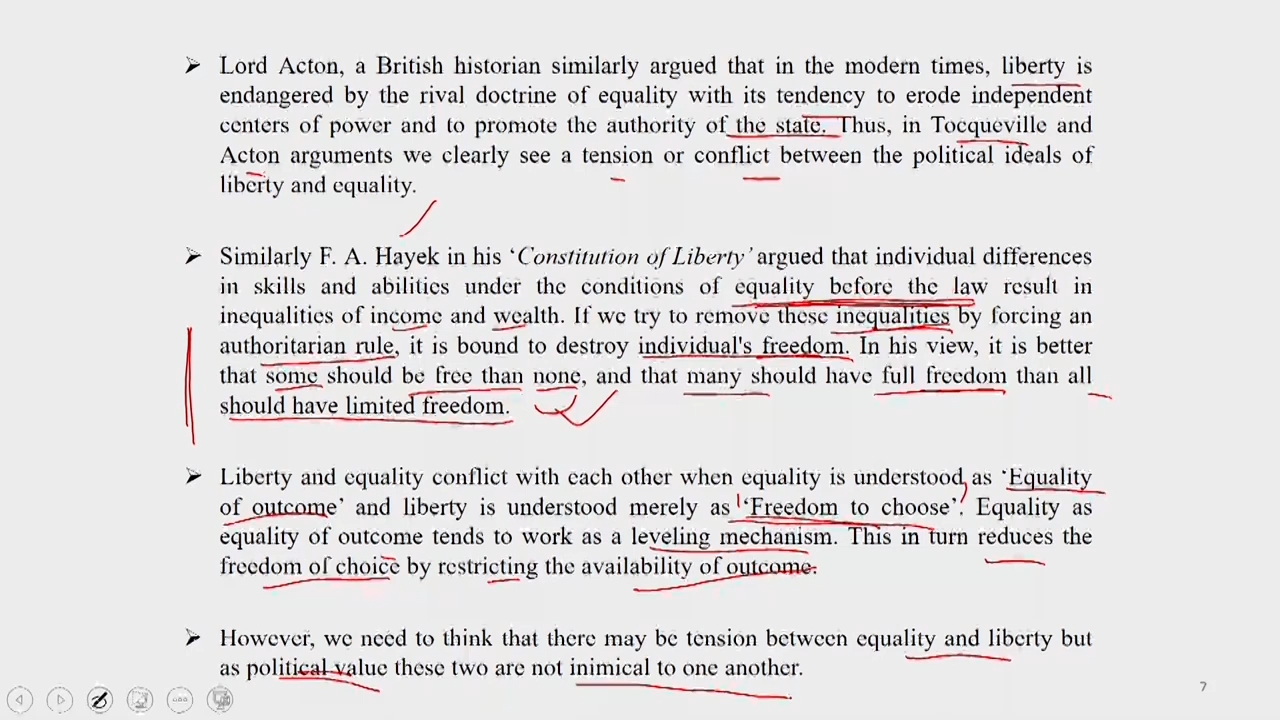 ➢ Lord Acton, a British historian similarly argued that in the modern times, liberty is
endangered by the rival doctrine of equality with its tendency to erode independent
centers of power and to promote the authority of the state. Thus, in Tocqueville and
Acton arguments we clearly see a tension or conflict between the political ideals of
liberty and equality.
➢ Similarly F. A. Hayek in his ‘Constitution of Liberty’ argued that individual differences
in skills and abilities under the conditions of equality before the law result in
inequalities of income and wealth. If we try to remove these inequalities by forcing an
authoritarian rule, it is bound to destroy individual's freedom. In his view, it is better
that some should be free than none, and that many should have full freedom than all
should have limited freedom.
➢ Liberty and equality conflict with each other when equality is understood as ‘Equality
of outcome’ and liberty is understood merely as ‘Freedom to choose’. Equality as
equality of outcome tends to work as a leveling mechanism. This in turn reduces the
freedom of choice by restricting the availability of outcome.
➢ However, we need to think that there may be tension between equality and liberty but
as political value these two are not inimical to one another.
7